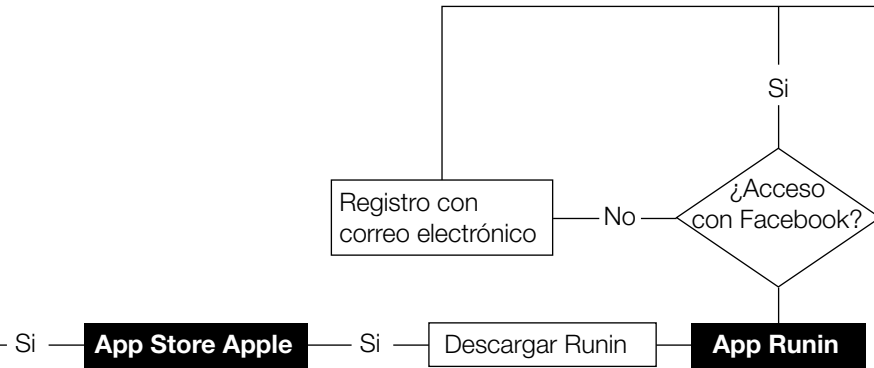 Si
¿Acceso
con Facebook?
Registro con
correo electrónico
No
Si
App Store Apple
Si
Descargar Runin
App Runin